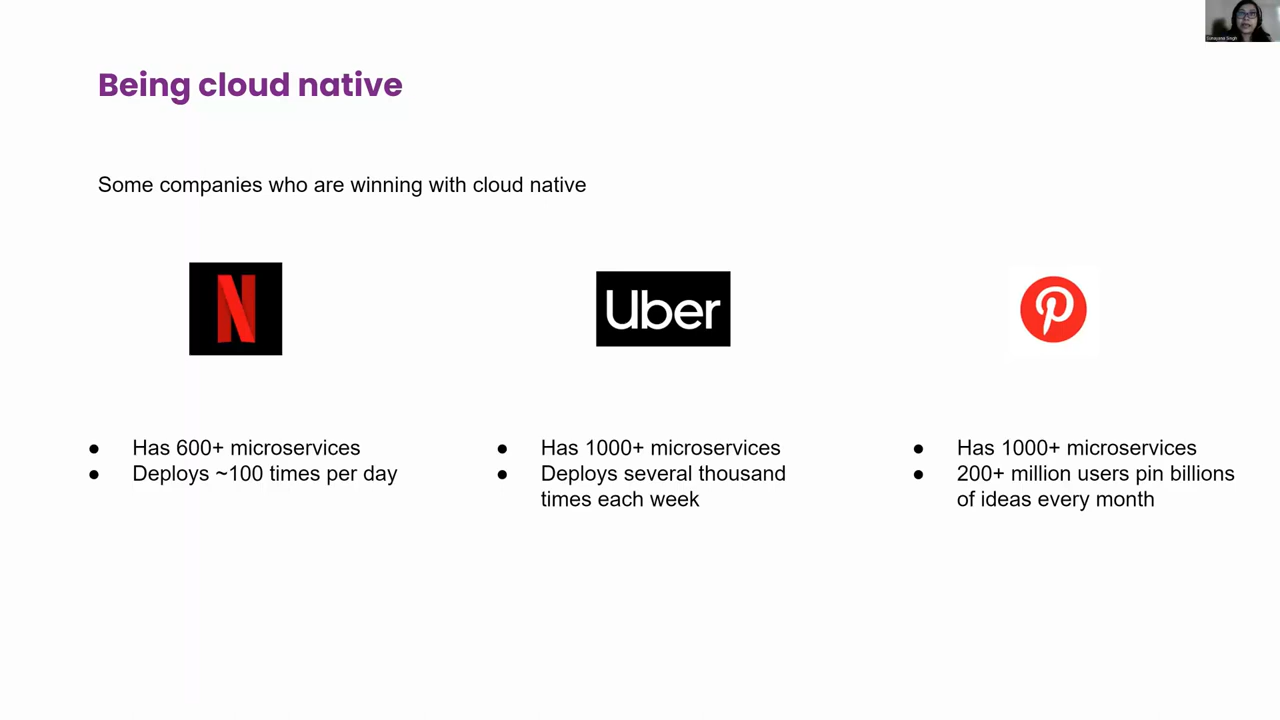 Being cloud native
Some companies who are winning with cloud native
N
Uber
● Has 600+ microservices
● Deploys ~100 times per day
● Has 1000+ microservices
● Deploys several thousand
times each week
● Has 1000+ microservices
● 200+ million users pin billions
of ideas every month